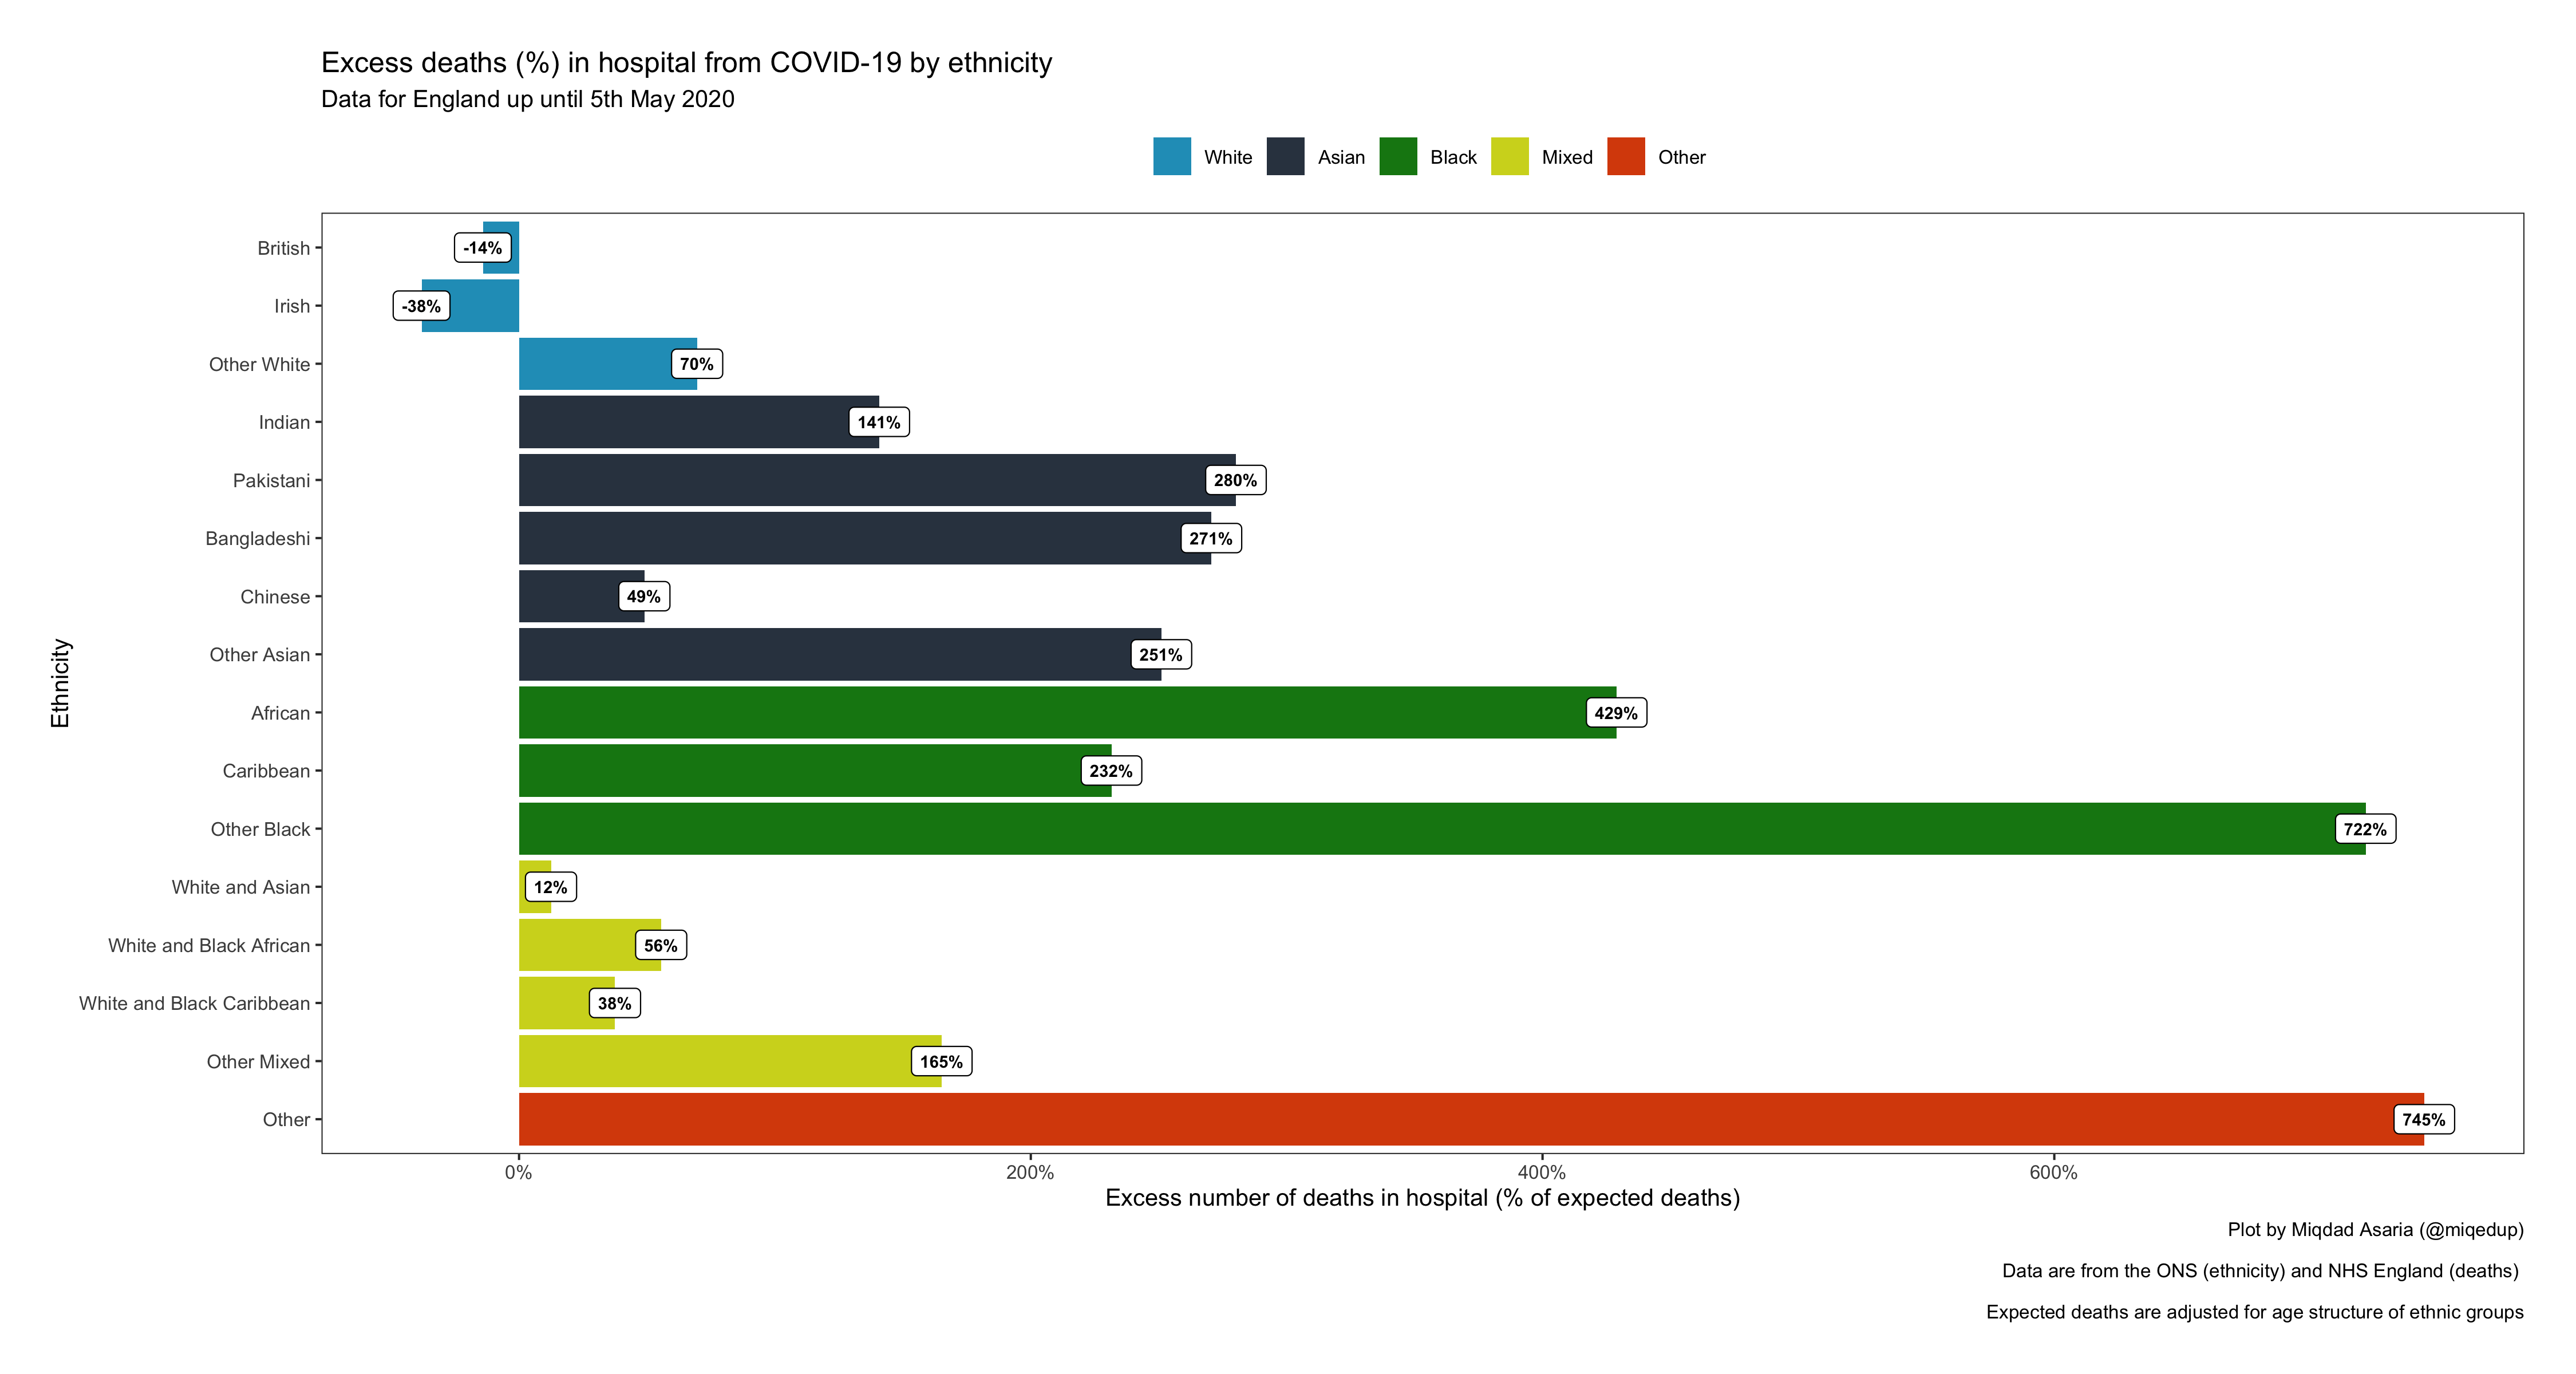 Excess deaths (%) in hospital from COVID-19 by ethnicity
Data for England up until 5th May 2020
White Asian Black Mixed Other
British -14%
Irish -38%
Other White 70%
Indian 141%
Pakistani 280%
Bangladeshi 271%
Chinese 49%
Other Asian 251%
African 429%
Caribbean 232%
Other Black 722%
White and Asian 12%
White and Black African 56%
White and Black Caribbean 38%
Other Mixed 165%
Other 745%
Ethnicity
0% 200% 400% 600%
Excess number of deaths in hospital (% of expected deaths)
Plot by Miqdad Asaria (@miqedup)
Data are from the ONS (ethnicity) and NHS England (deaths)
Expected deaths are adjusted for age structure of ethnic groups